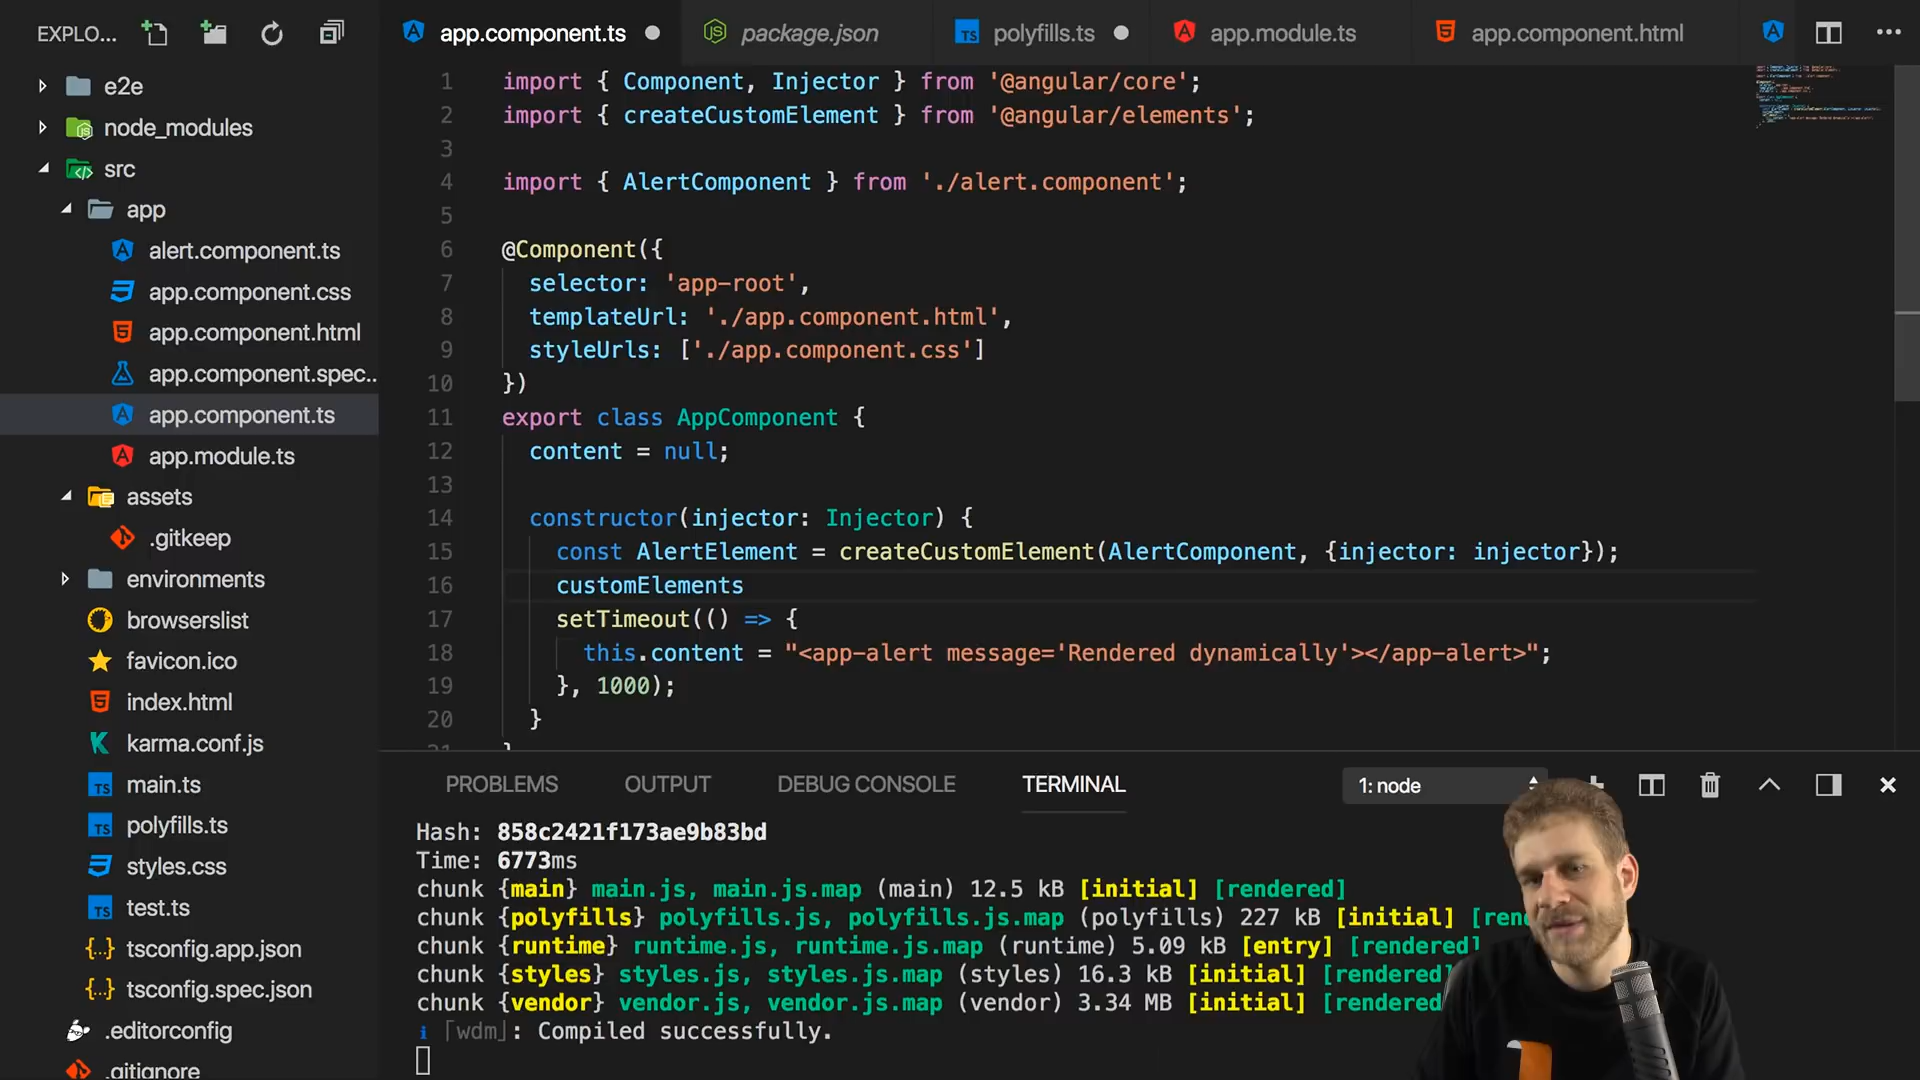 EXPLO...
app.component.ts
package.json
polyfills.ts
app.module.ts
app.component.html
e2e
node_modules
src
app
alert.component.ts
app.component.css
app.component.html
app.component.spec..
app.component.ts
app.module.ts
assets
.gitkeep
environments
browserslist
favicon.ico
index.html
karma.conf.js
main.ts
polyfills.ts
styles.css
test.ts
tsconfig.app.json
tsconfig.spec.json
.editorconfig
.gitignore
1 import { Component, Injector } from '@angular/core';
2 import { createCustomElement } from '@angular/elements';
3
4 import { AlertComponent } from './alert.component';
5
6 @Component({
7 selector: 'app-root',
8 templateUrl: './app.component.html',
9 styleUrls: ['./app.component.css']
10 })
11 export class AppComponent {
12 content = null;
13
14 constructor(injector: Injector) {
15 const AlertElement = createCustomElement(AlertComponent, {injector: injector});
16 customElements
17 setTimeout(() => {
18 this.content = "<app-alert message='Rendered dynamically'></app-alert>";
19 }, 1000);
20 }
21 }
PROBLEMS
OUTPUT
DEBUG CONSOLE
TERMINAL
1: node
Hash: 858c2421f173ae9b83bd
Time: 6773ms
chunk {main} main.js, main.js.map (main) 12.5 kB [initial] [rendered]
chunk {polyfills} polyfills.js, polyfills.js.map (polyfills) 227 kB [initial] [ren
chunk {runtime} runtime.js, runtime.js.map (runtime) 5.09 kB [entry] [rendered]
chunk {styles} styles.js, styles.js.map (styles) 16.3 kB [initial] [rendered
chunk {vendor} vendor.js, vendor.js.map (vendor) 3.34 MB [initial] [rendered
i ｢wdm｣: Compiled successfully.